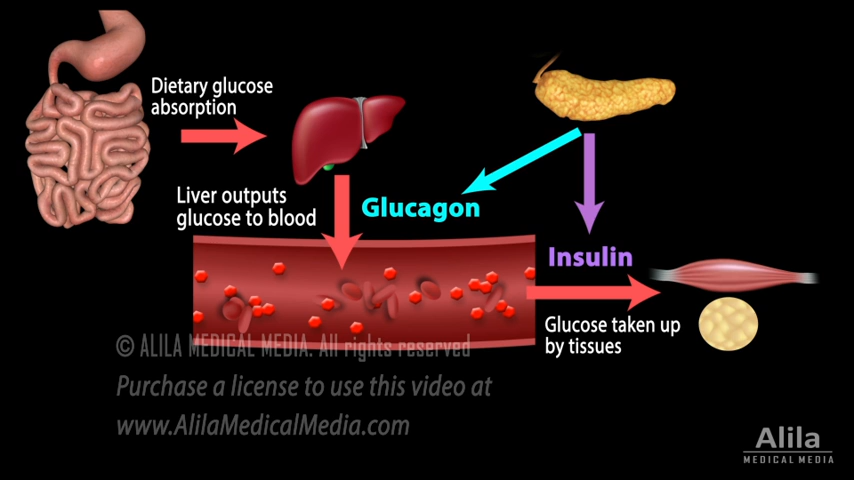 Dietary glucose
absorption
Liver outputs
glucose to blood
Glucagon
Insulin
Glucose taken up
by tissues
© ALILA MEDICAL MEDIA. All rights reserved
Purchase a license to use this video at
www.AlilaMedicalMedia.com
Alila
MEDICAL MEDIA